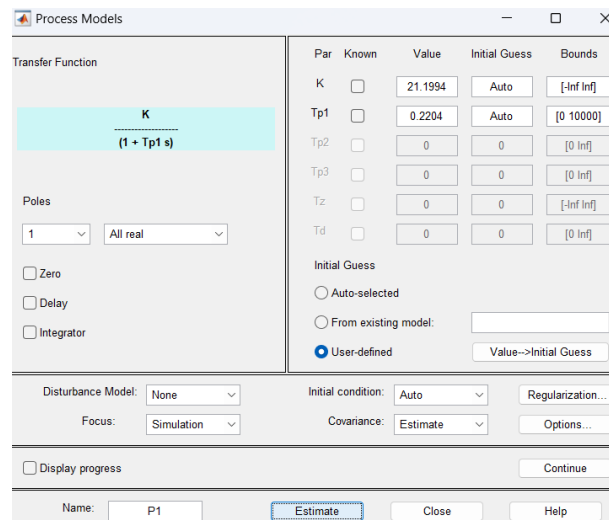 Process Models
Transfer Function
K
-------------------
(1 + Tp1 s)
Poles
1 All real
Zero
Delay
Integrator
Par Known Value Initial Guess Bounds
K 21.1994 Auto [-Inf Inf]
Tp1 0.2204 Auto [0 10000]
Tp2 0 0 [0 Inf]
Tp3 0 0 [0 Inf]
Tz 0 0 [-Inf Inf]
Td 0 0 [0 Inf]
Initial Guess
Auto-selected
From existing model:
User-defined Value-->Initial Guess
Disturbance Model: None Initial condition: Auto Regularization...
Focus: Simulation Covariance: Estimate Options...
Display progress Continue
Name: P1 Estimate Close Help